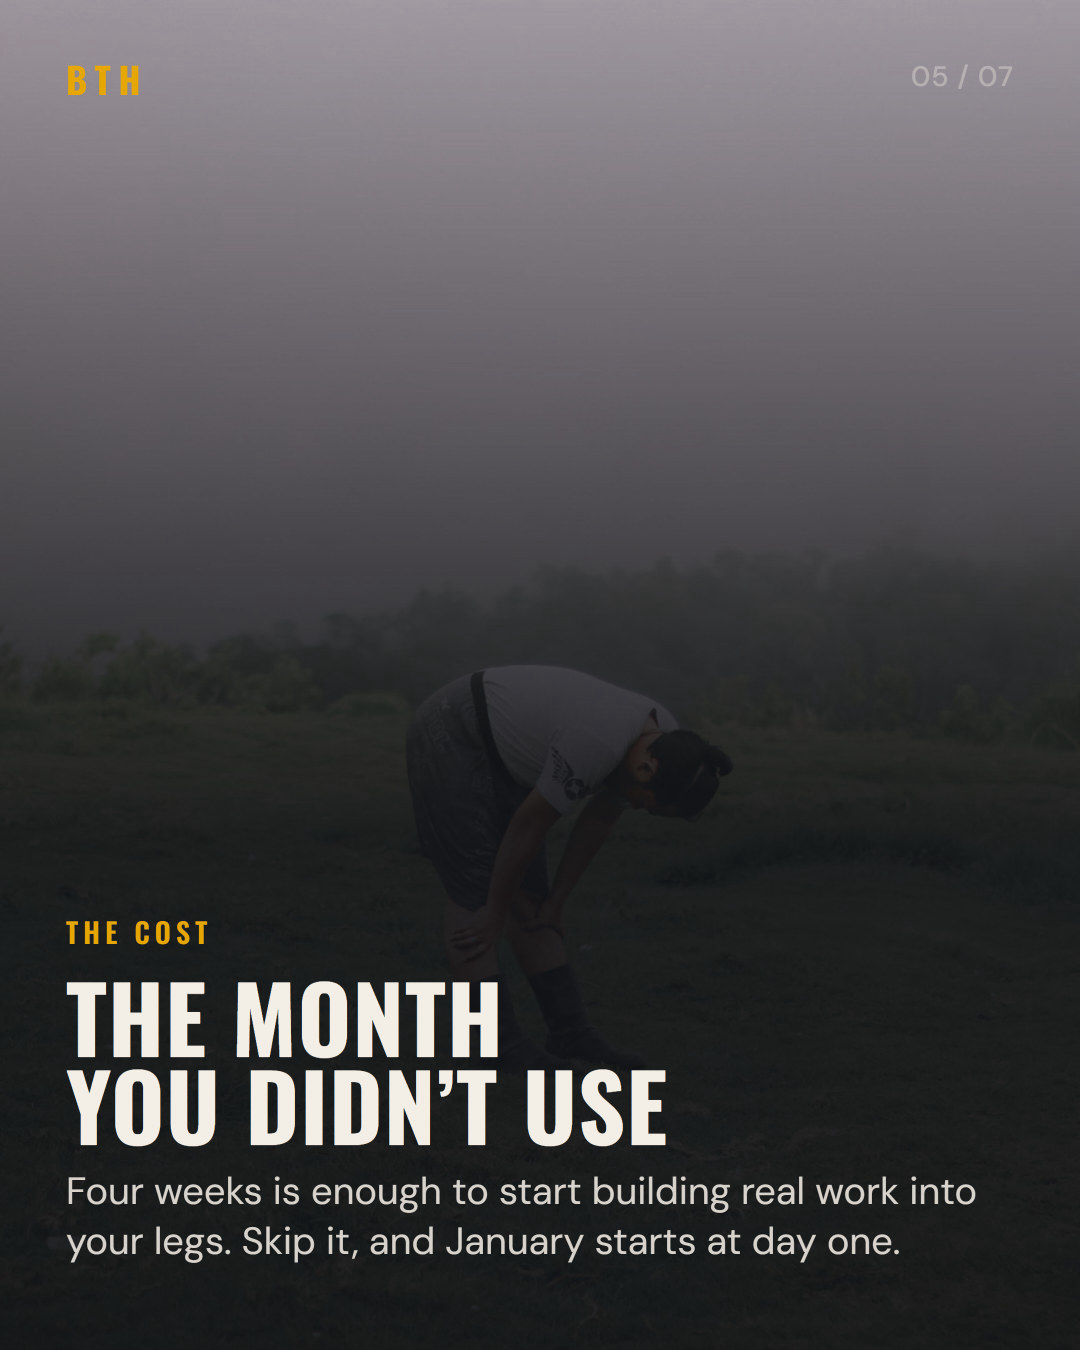 BTH
05 / 07
THE COST
THE MONTH
YOU DIDN’T USE
Four weeks is enough to start building real work into
your legs. Skip it, and January starts at day one.